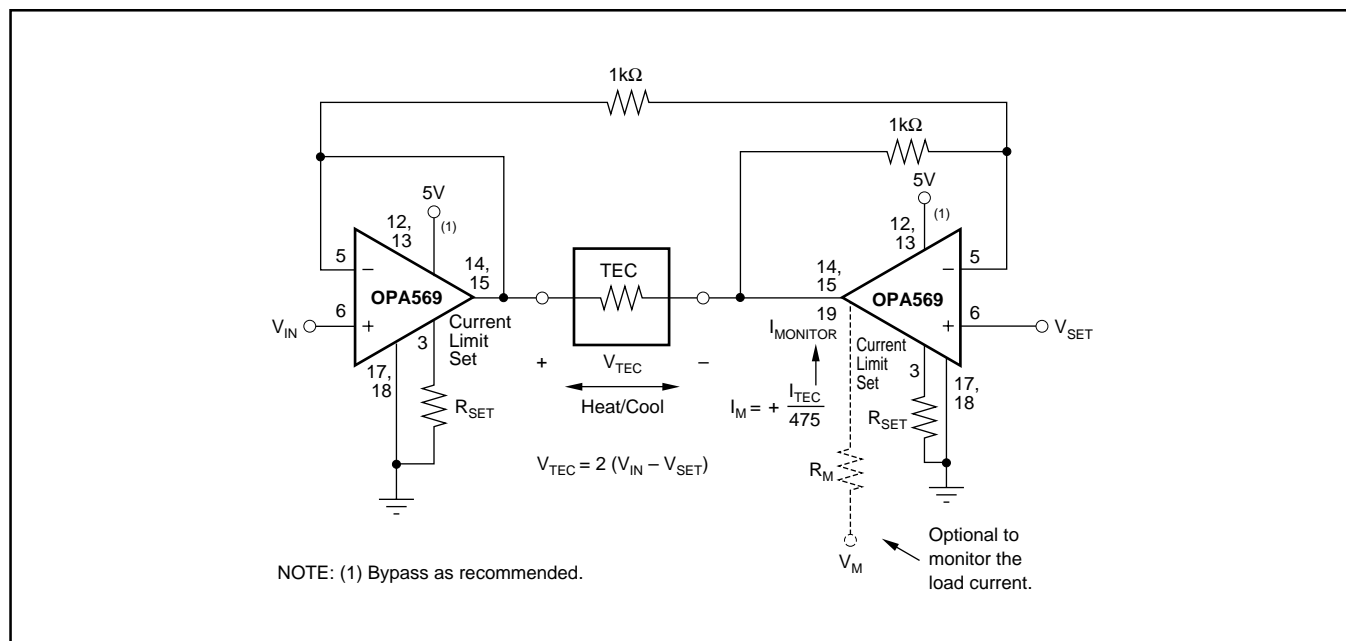 1kΩ
1kΩ
5V
(1)
12,
13
5
−
14,
15
OPA569
6
+
V_IN
3
Current
Limit
Set
17,
18
R_SET
TEC
+
V_TEC
−
Heat/Cool
V_TEC = 2 (V_IN – V_SET)
5V
(1)
12,
13
5
−
14,
15
OPA569
19
6
+
V_SET
I_MONITOR
Current
Limit
Set
3
17,
18
I_M = + I_TEC
475
R_SET
R_M
V_M
Optional to
monitor the
load current.
NOTE: (1) Bypass as recommended.